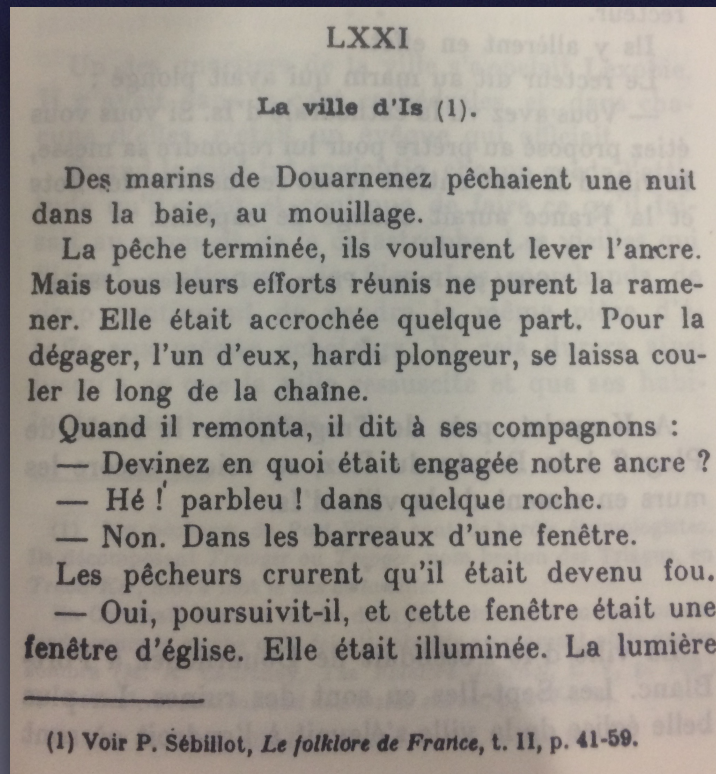 LXXI
La ville d'Is (1).
Des marins de Douarnenez pêchaient une nuit
dans la baie, au mouillage.
La pêche terminée, ils voulurent lever l'ancre.
Mais tous leurs efforts réunis ne purent la rame-
ner. Elle était accrochée quelque part. Pour la
dégager, l'un d'eux, hardi plongeur, se laissa cou-
ler le long de la chaîne.
Quand il remonta, il dit à ses compagnons :
— Devinez en quoi était engagée notre ancre ?
— Hé ! parbleu ! dans quelque roche.
— Non. Dans les barreaux d'une fenêtre.
Les pêcheurs crurent qu'il était devenu fou.
— Oui, poursuivit-il, et cette fenêtre était une
fenêtre d'église. Elle était illuminée. La lumière
(1) Voir P. Sébillot, Le folklore de France, t. II, p. 41-59.